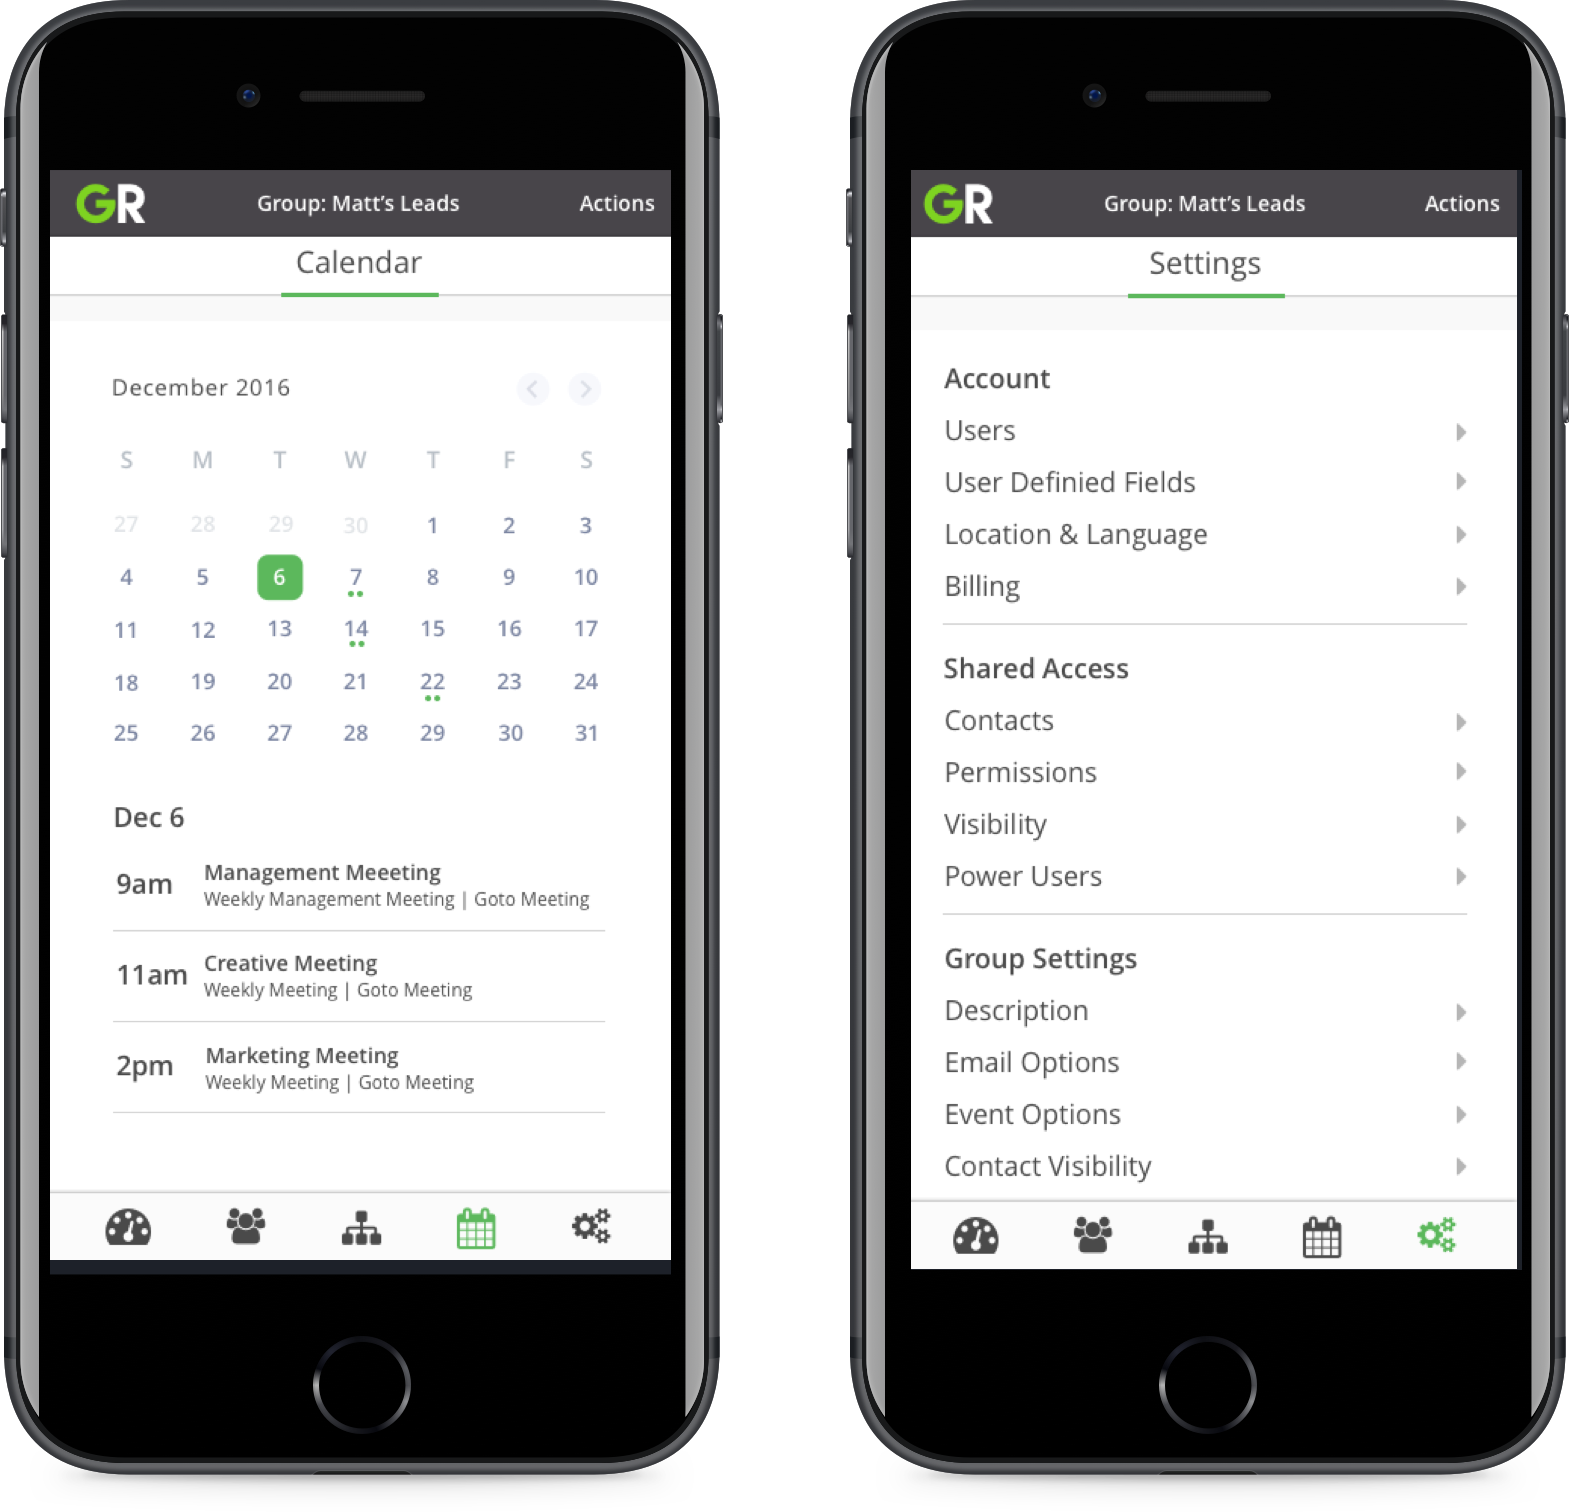 GR Group: Matt's Leads Actions
Calendar
December 2016
S M T W T F S
27 28 29 30 1 2 3
4 5 6 7 8 9 10
11 12 13 14 15 16 17
18 19 20 21 22 23 24
25 26 27 28 29 30 31
Dec 6
9am Management Meeeting
Weekly Management Meeting | Goto Meeting
11am Creative Meeting
Weekly Meeting | Goto Meeting
2pm Marketing Meeting
Weekly Meeting | Goto Meeting
GR Group: Matt's Leads Actions
Settings
Account
Users
User Definied Fields
Location & Language
Billing
Shared Access
Contacts
Permissions
Visibility
Power Users
Group Settings
Description
Email Options
Event Options
Contact Visibility